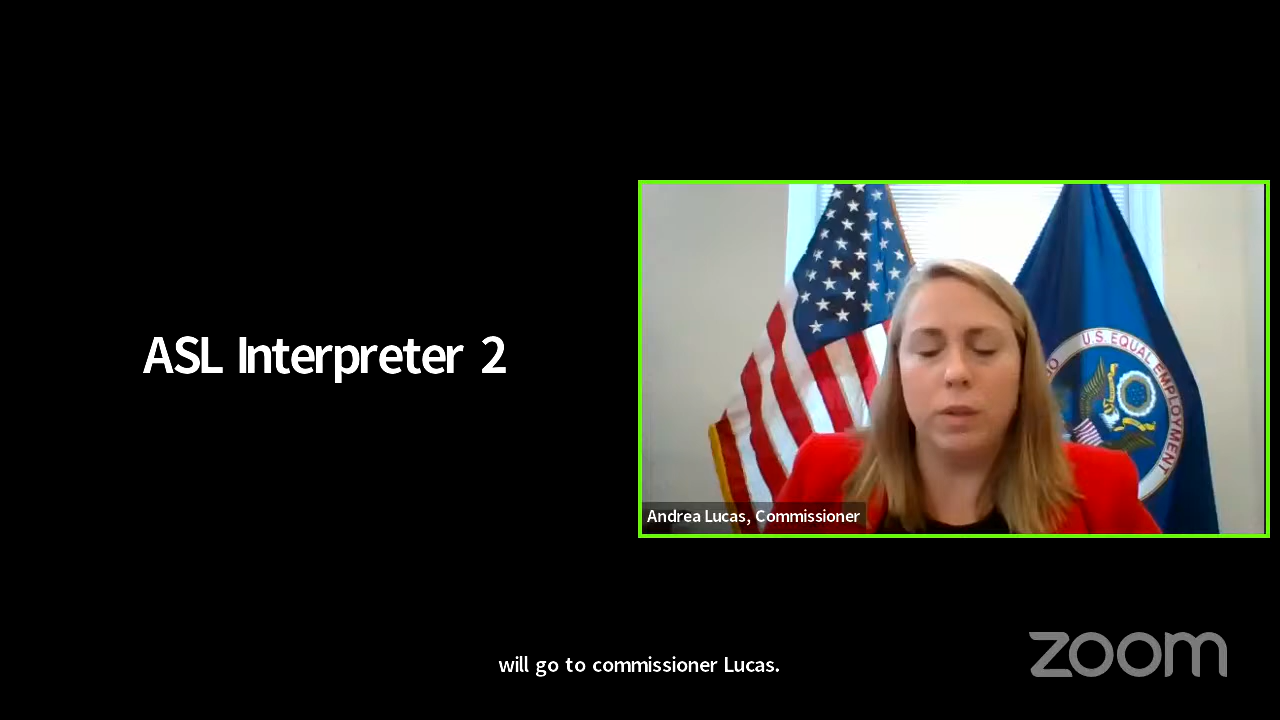 ASL Interpreter 2
U.S. EQUAL EMPLOYMENT
Andrea Lucas, Commissioner
will go to commissioner Lucas.
zoom